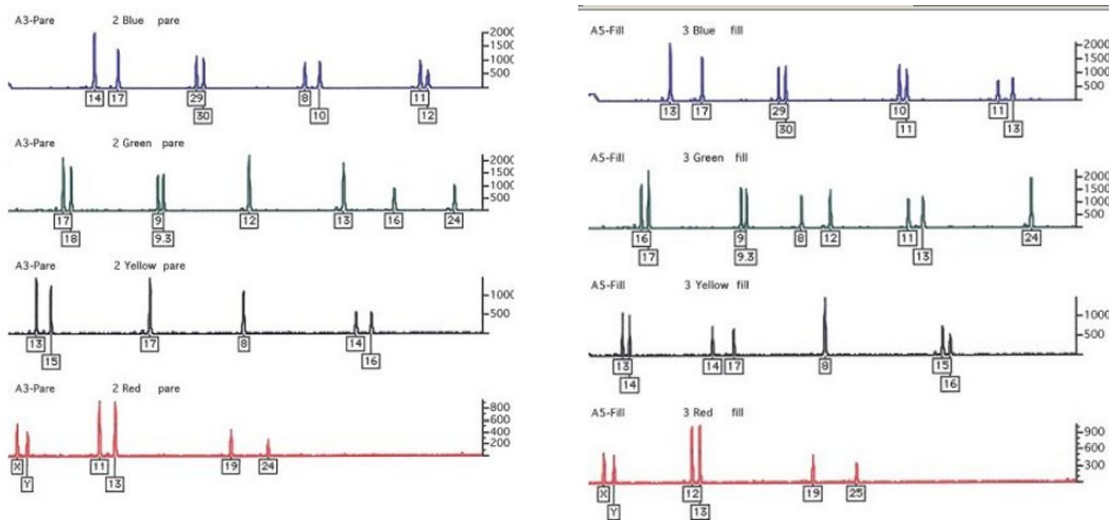 A3-Pare 2 Blue pare
2000
1500
1000
500
14 17 29 8 11
30 10 12
A3-Pare 2 Green pare
2000
1500
1000
500
17 9 12 13 16 24
18 9.3
A3-Pare 2 Yellow pare
1000
500
13 17 8 14
15 16
A3-Pare 2 Red pare
800
600
400
200
X 11 19 24
Y 13
A5-Fill 3 Blue fill
2000
1500
1000
500
13 17 29 10 11
30 11 13
A5-Fill 3 Green fill
2000
1500
1000
500
16 9 8 12 11 24
17 9.3 13
A5-Fill 3 Yellow fill
1000
500
13 14 17 8 15
14 16
A5-Fill 3 Red fill
900
600
300
X 12 19 25
Y 13